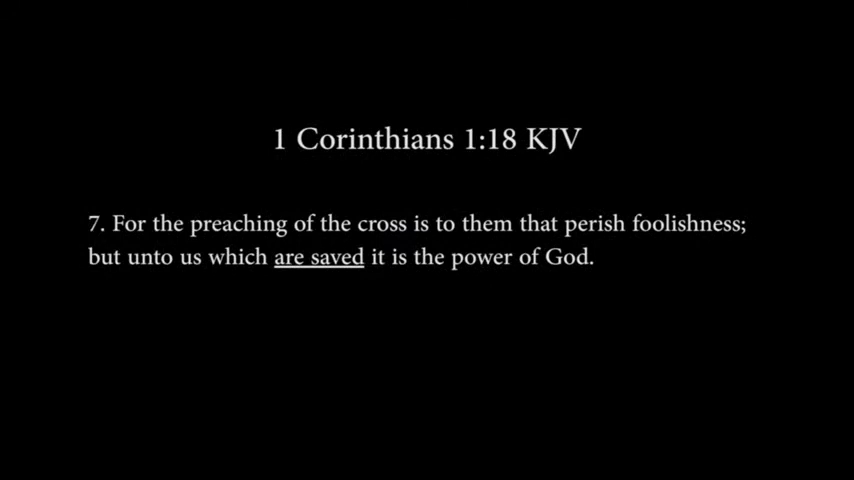 1 Corinthians 1:18 KJV
7. For the preaching of the cross is to them that perish foolishness;
but unto us which are saved it is the power of God.